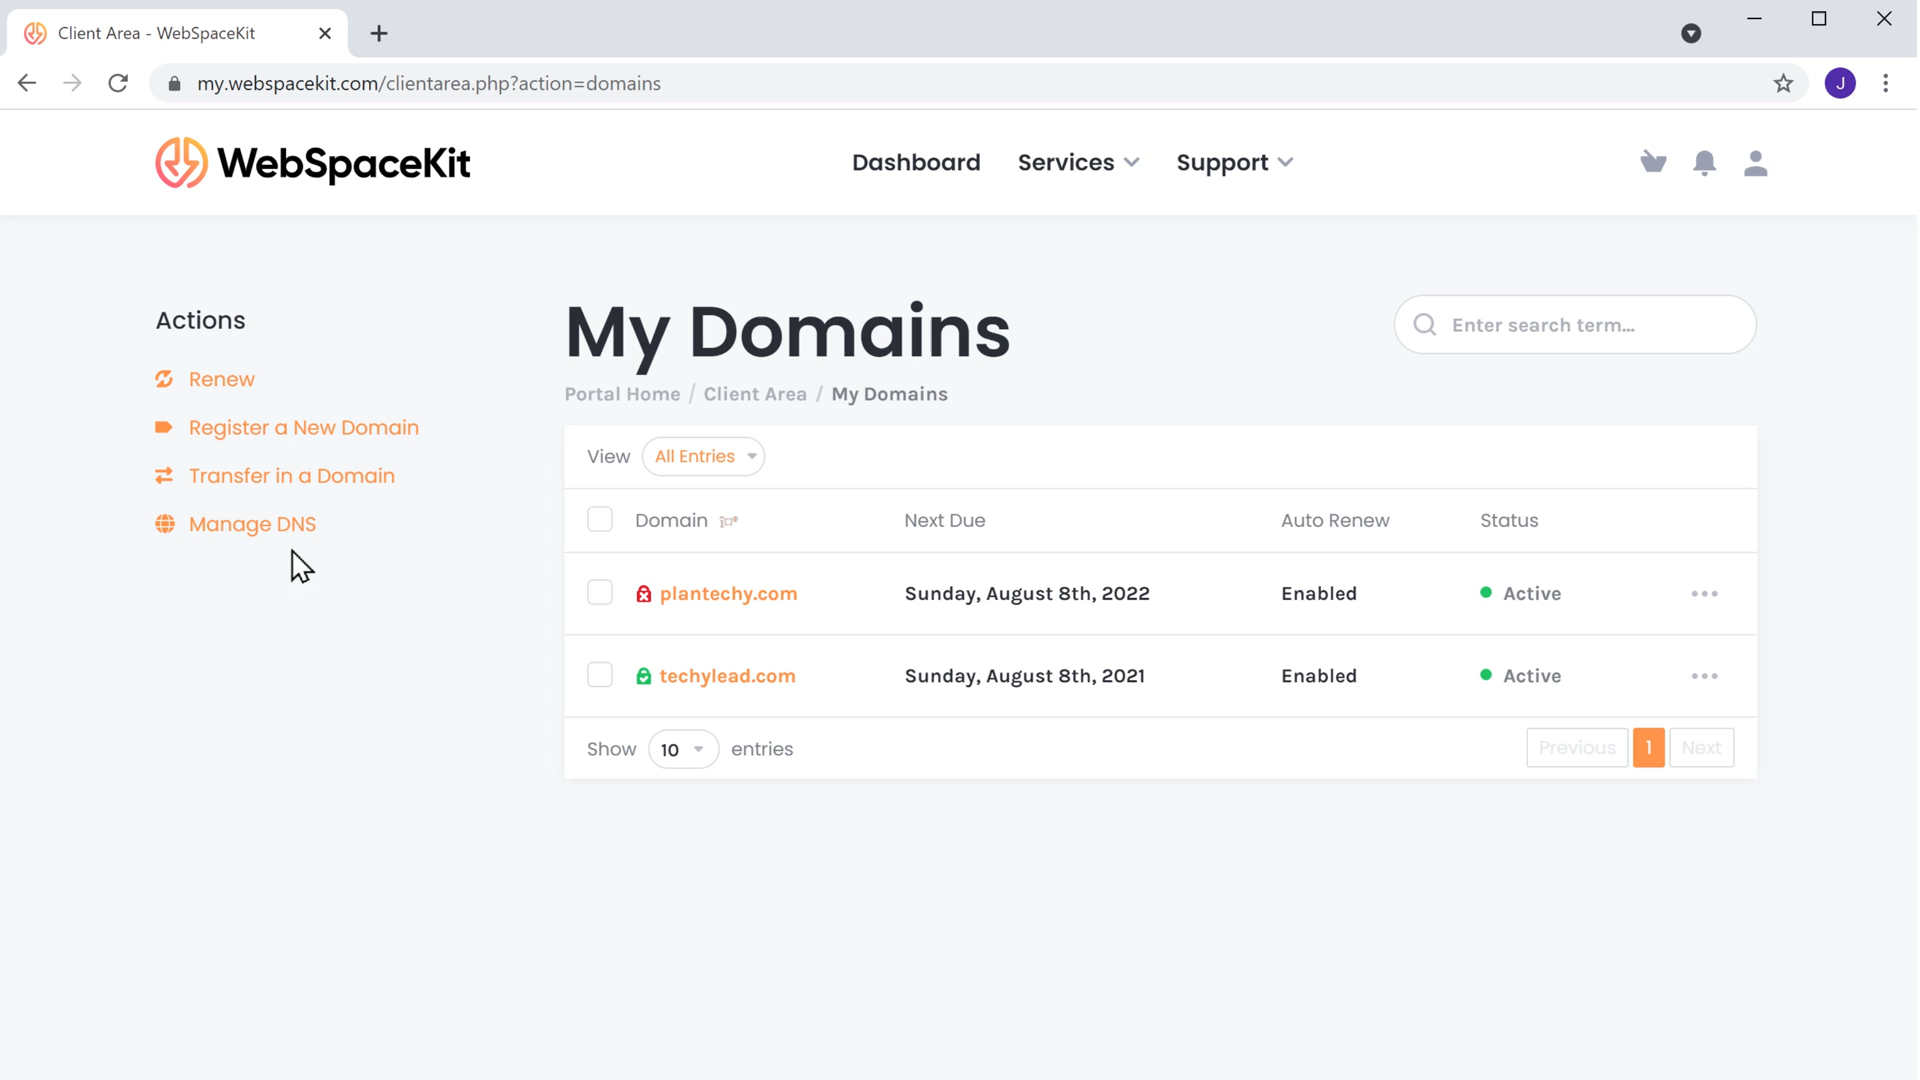 Client Area - WebSpaceKit
my.webspacekit.com/clientarea.php?action=domains
J
WebSpaceKit
Dashboard
Services
Support
Actions
Renew
Register a New Domain
Transfer in a Domain
Manage DNS
My Domains
Enter search term...
Portal Home / Client Area / My Domains
View All Entries
Domain Next Due Auto Renew Status
plantechy.com Sunday, August 8th, 2022 Enabled Active
techylead.com Sunday, August 8th, 2021 Enabled Active
Show 10 entries
Previous 1 Next